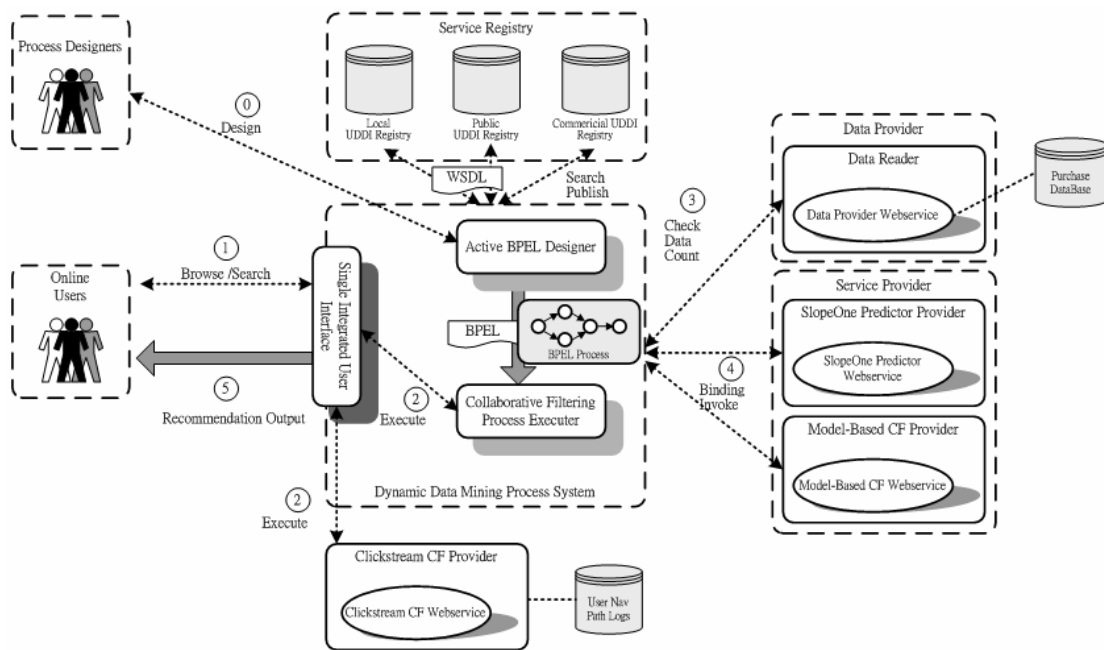 Process Designers
Service Registry
Local
UDDI Registry
Public
UDDI Registry
Commericial UDDI
Registry
0
Design
WSDL
Search
Publish
Data Provider
Data Reader
Data Provider Webservice
Purchase
DataBase
3
Check
Data
Count
Active BPEL Designer
1
Browse /Search
Online
Users
Single Integrated User
Interface
BPEL
BPEL Process
Service Provider
SlopeOne Predictor Provider
SlopeOne Predictor
Webservice
4
Binding
Invoke
5
Recommendation Output
2
Execute
Collaborative Filtering
Process Executer
Model-Based CF Provider
Model-Based CF Webservice
Dynamic Data Mining Process System
2
Execute
Clickstream CF Provider
Clickstream CF Webservice
User Nav
Path Logs